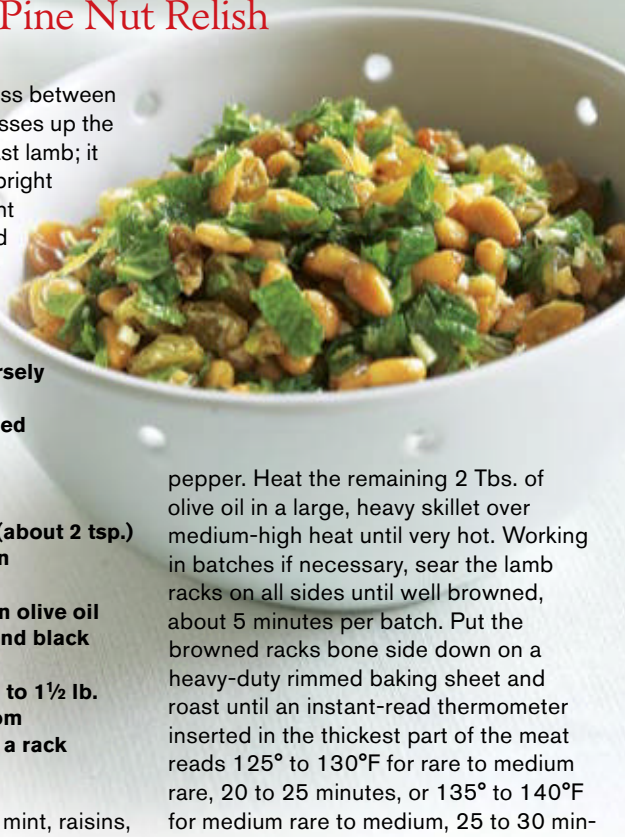 Pine Nut Relish
ss between
sses up the
ast lamb; it
bright
nt
d
rsely
ed
(about 2 tsp.)
n
n olive oil
nd black
to 1½ lb.
om
a rack
mint, raisins,
pepper. Heat the remaining 2 Tbs. of
olive oil in a large, heavy skillet over
medium-high heat until very hot. Working
in batches if necessary, sear the lamb
racks on all sides until well browned,
about 5 minutes per batch. Put the
browned racks bone side down on a
heavy-duty rimmed baking sheet and
roast until an instant-read thermometer
inserted in the thickest part of the meat
reads 125° to 130°F for rare to medium
rare, 20 to 25 minutes, or 135° to 140°F
for medium rare to medium, 25 to 30 min-